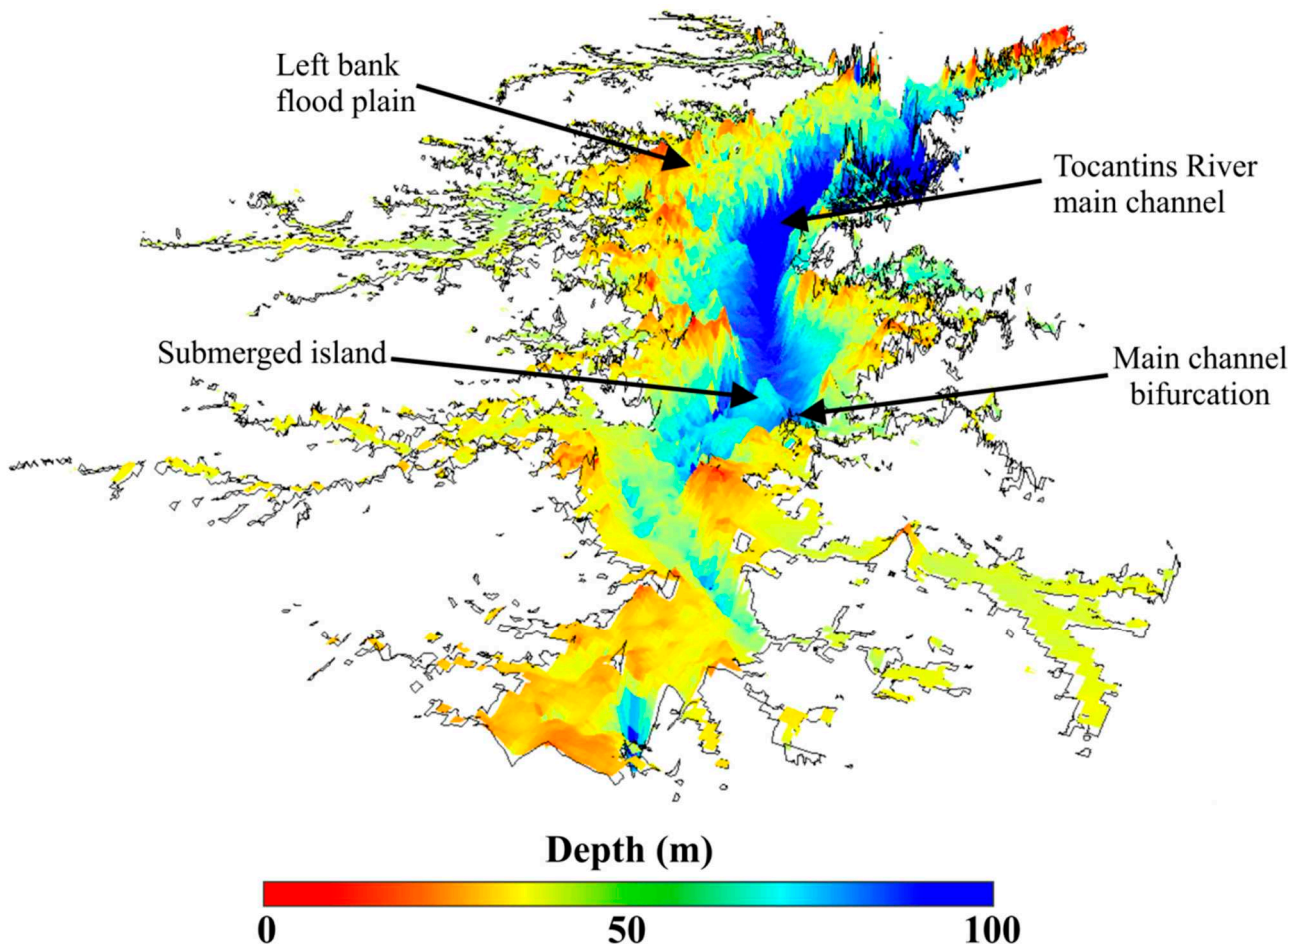 Left bank
flood plain
Tocantins River
main channel
Submerged island
Main channel
bifurcation
Depth (m)
0 50 100